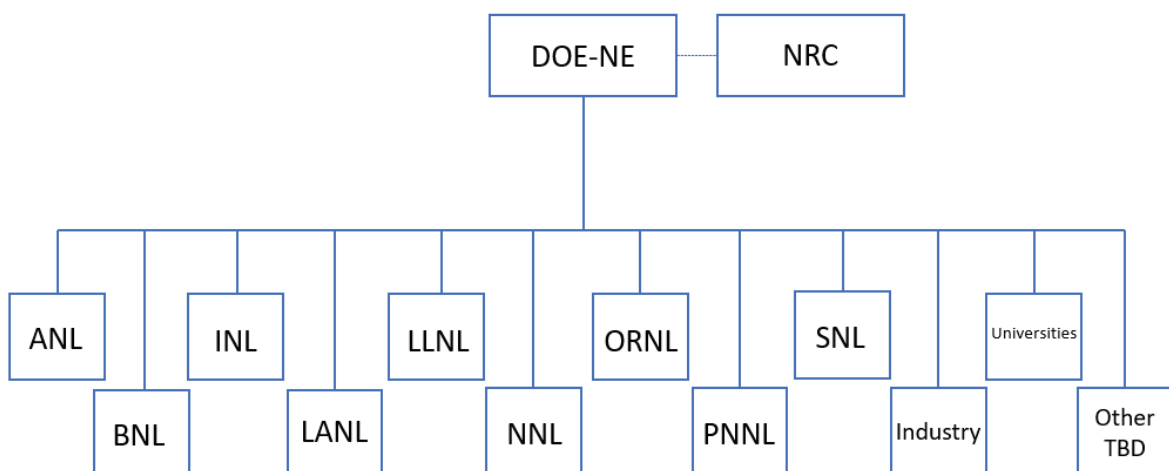 DOE-NE
NRC
ANL
INL
LLNL
ORNL
SNL
Universities
BNL
LANL
NNL
PNNL
Industry
Other
TBD